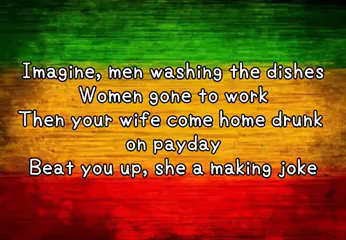 Imagine, men washing the dishes
Women gone to work
Then your wife come home drunk
on payday
Beat you up, she a making joke